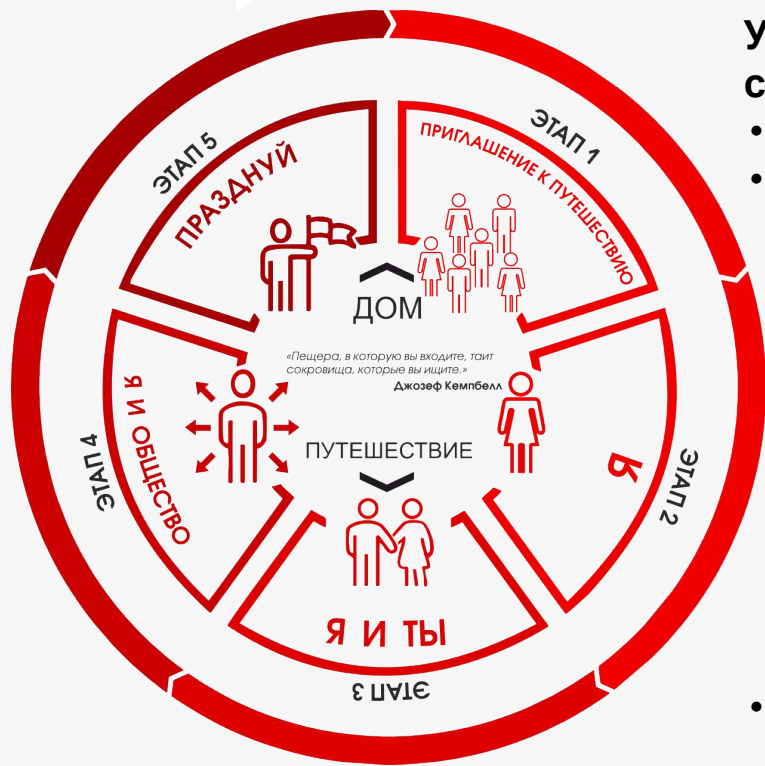 ЭТАП 1
ПРИГЛАШЕНИЕ К ПУТЕШЕСТВИЮ
ЭТАП 2
Я
ЭТАП 3
Я И ТЫ
ЭТАП 4
Я И ОБЩЕСТВО
ЭТАП 5
ПРАЗДНУЙ
ДОМ
«Пещера, в которую вы входите, таит
сокровища, которые вы ищите.»
Джозеф Кемпбелл
ПУТЕШЕСТВИЕ
У
с